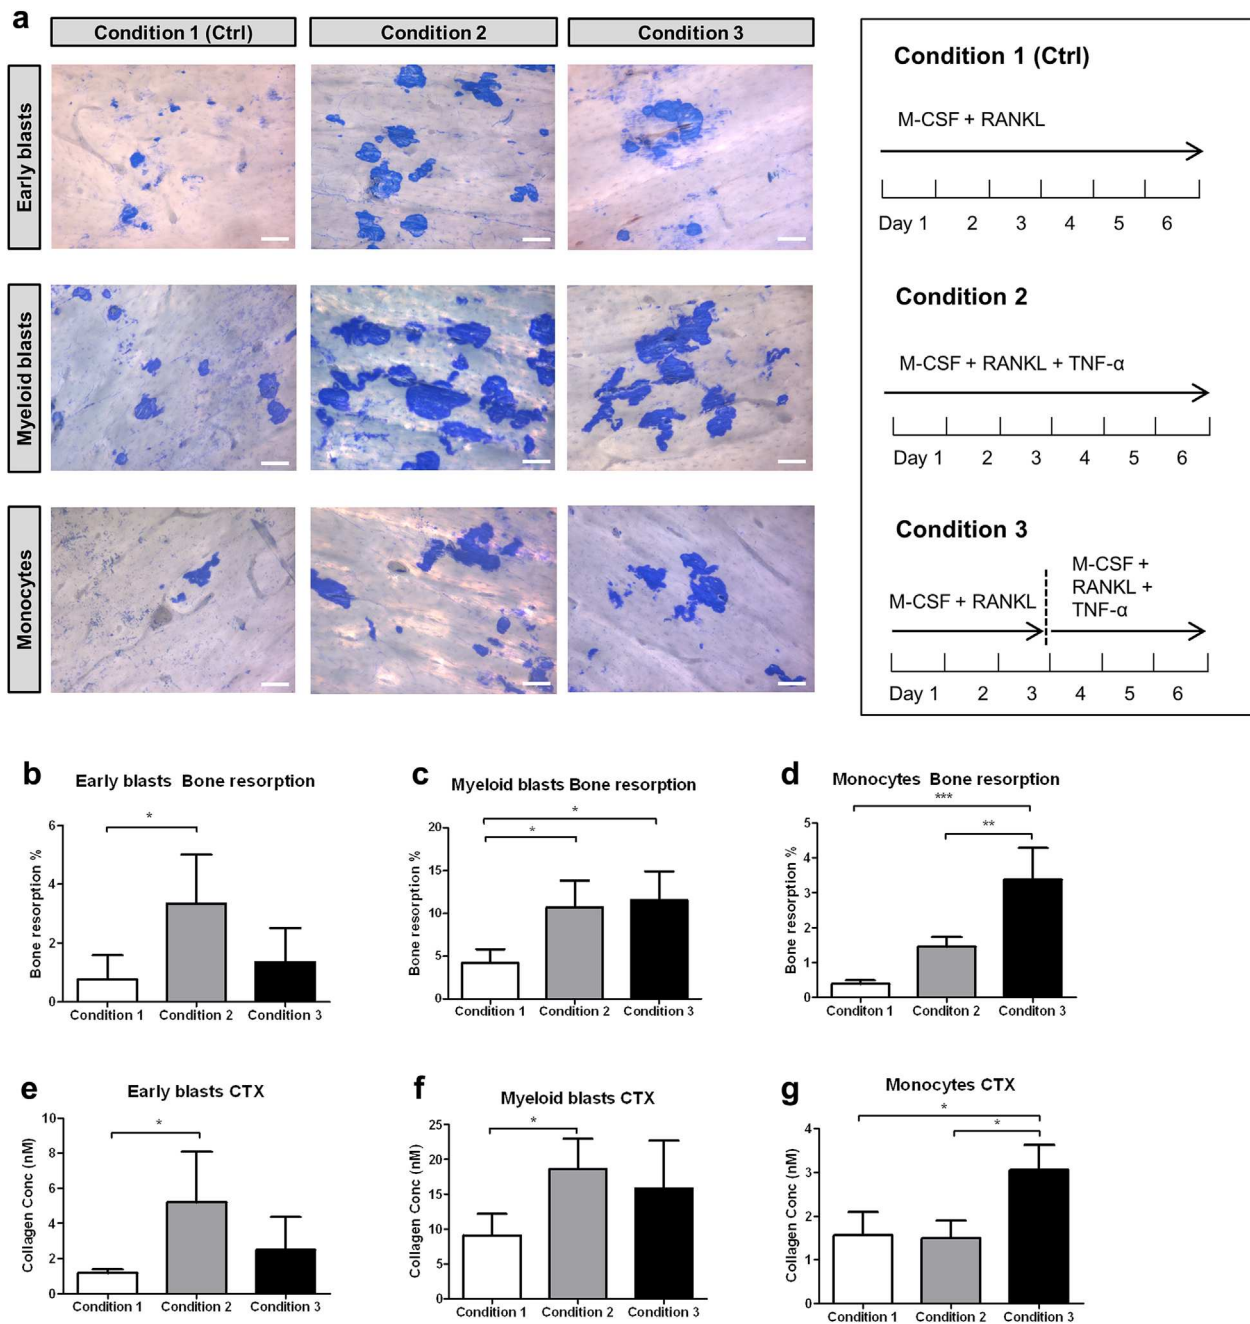 a
Condition 1 (Ctrl)
Condition 2
Condition 3
Early blasts
Myeloid blasts
Monocytes
Condition 1 (Ctrl)
M-CSF + RANKL
Day 1 2 3 4 5 6
Condition 2
M-CSF + RANKL + TNF-α
Day 1 2 3 4 5 6
Condition 3
M-CSF + RANKL
M-CSF +
RANKL +
TNF-α
Day 1 2 3 4 5 6
b
Early blasts Bone resorption
*
Bone resorption %
6
4
2
0
Condition 1 Condition 2 Condition 3
c
Myeloid blasts Bone resorption
*
*
Bone resorption %
20
15
10
5
0
Condition 1 Condition 2 Condition 3
d
Monocytes Bone resorption
***
**
Bone resorption %
5
4
3
2
1
0
Conditon 1 Conditon 2 Conditon 3
e
Early blasts CTX
*
Collagen Conc (nM)
10
8
6
4
2
0
Condition 1 Condition 2 Condition 3
f
Myeloid blasts CTX
*
Collagen Conc (nM)
25
20
15
10
5
0
Condition 1 Condition 2 Condition 3
g
Monocytes CTX
*
*
Collagen Conc (nM)
4
3
2
1
0
Condition 1 Condition 2 Condition 3